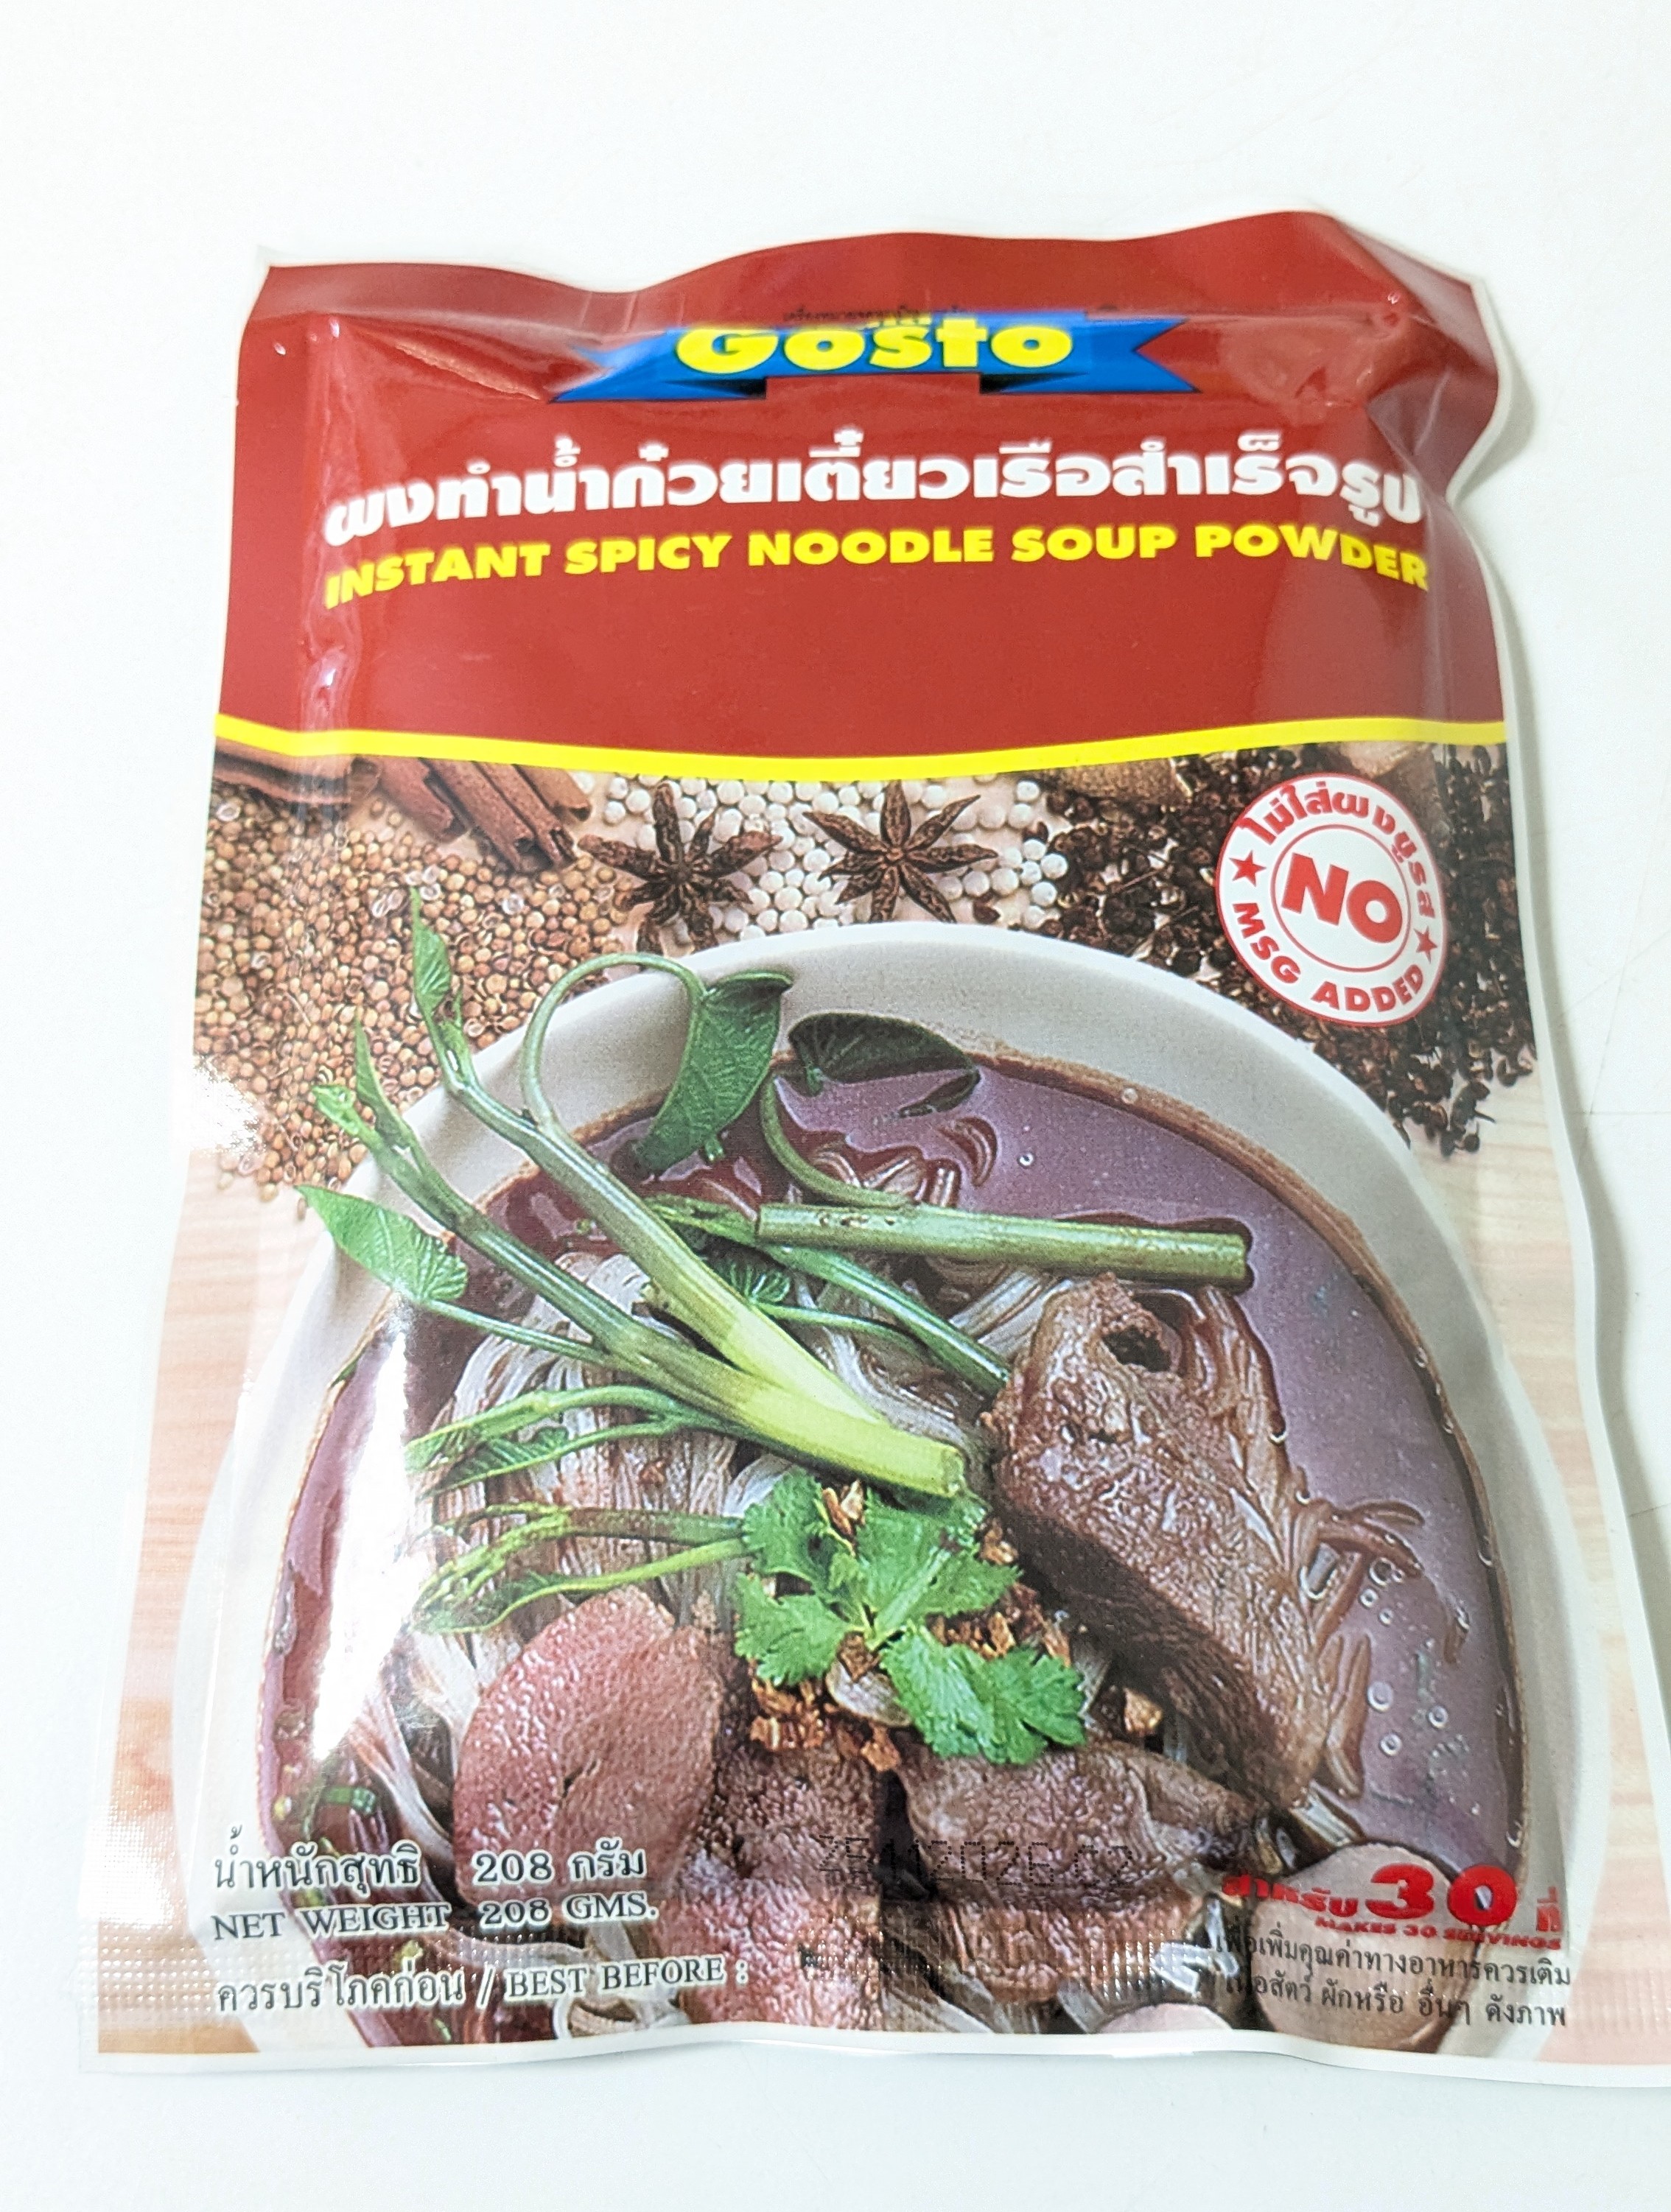 Gosto
ผงทำน้ำก๋วยเตี๋ยวเรือสำเร็จรูป
INSTANT SPICY NOODLE SOUP POWDER
ไม่ใส่ผงชูรส
NO
MSG ADDED
น้ำหนักสุทธิ 208 กรัม
NET WEIGHT 208 GMS.
ควรบริโภคก่อน / BEST BEFORE :
สำหรับ 30 ที่
MAKES 30 SERVINGS
เพื่อเพิ่มคุณค่าทางอาหารควรเติม
เนื้อสัตว์ ผักหรือ อื่นๆ ดังภาพ